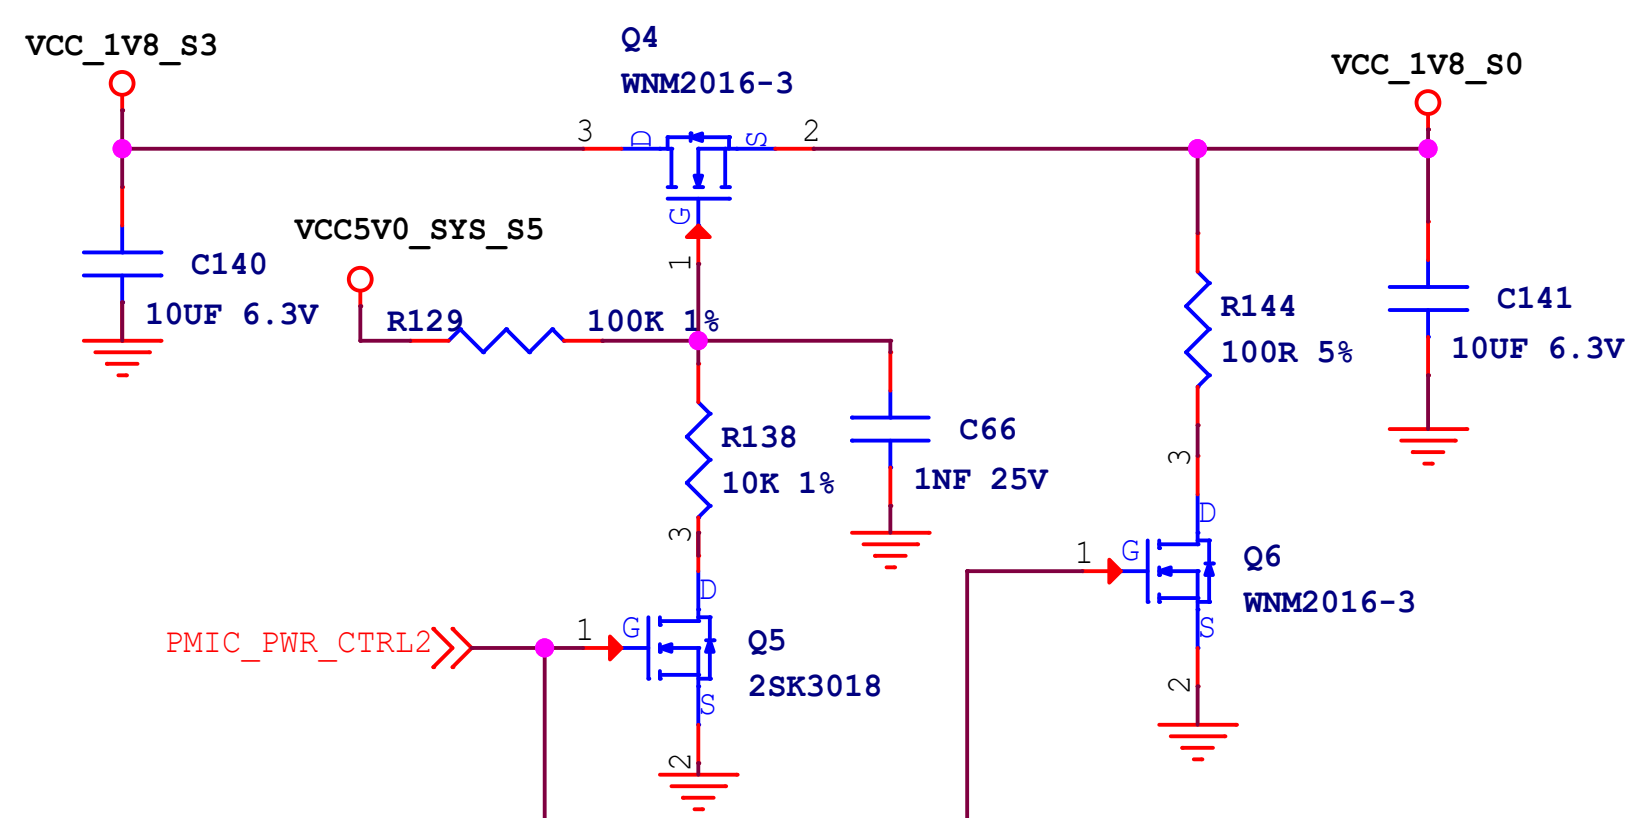 VCC_1V8_S3
Q4
WNM2016-3
VCC_1V8_S0
3
D
S
2
G
1
VCC5V0_SYS_S5
C140
10UF 6.3V
R129
100K 1%
R144
100R 5%
C141
10UF 6.3V
R138
10K 1%
C66
1NF 25V
3
D
1
G
Q6
WNM2016-3
S
2
3
D
PMIC_PWR_CTRL2
1
G
Q5
2SK3018
S
2